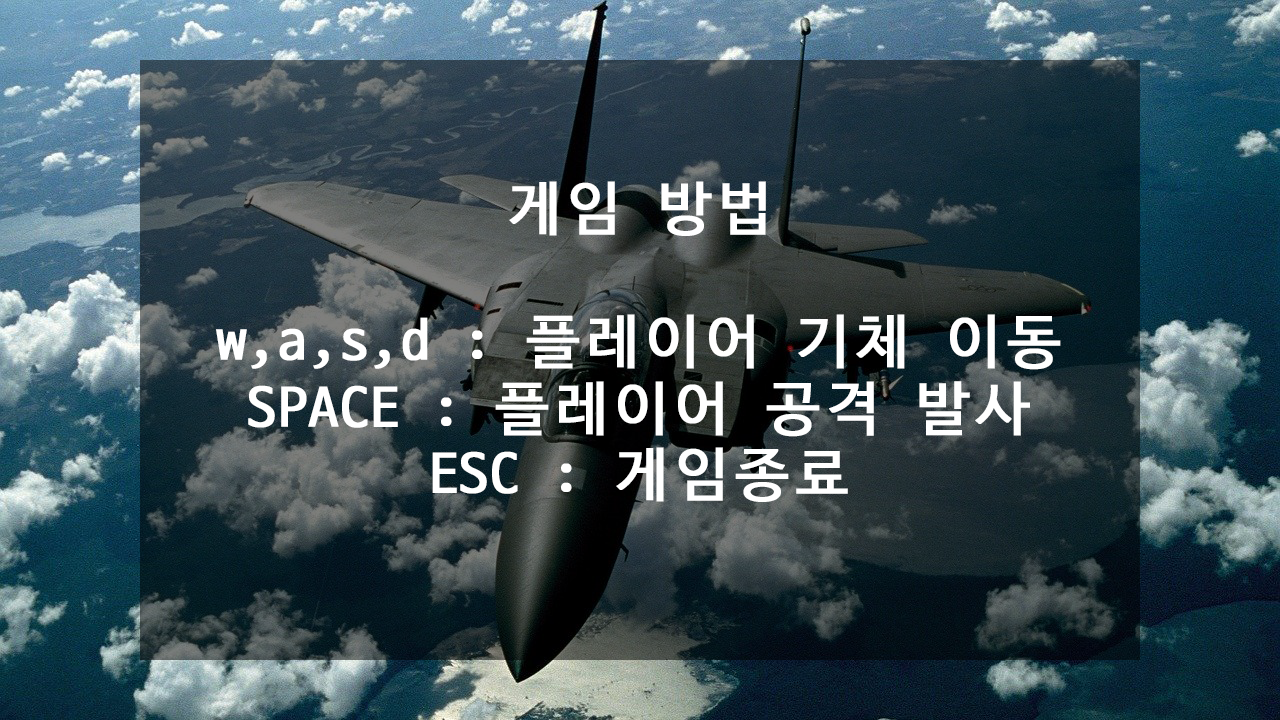 게임 방법
w,a,s,d : 플레이어 기체 이동
SPACE : 플레이어 공격 발사
ESC : 게임종료